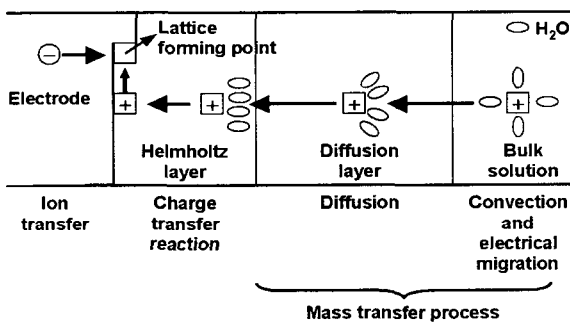 Lattice
forming point
H₂O
−
Electrode
+
+
+
+
Helmholtz
layer
Diffusion
layer
Bulk
solution
Ion
transfer
Charge
transfer
reaction
Diffusion
Convection
and
electrical
migration
Mass transfer process